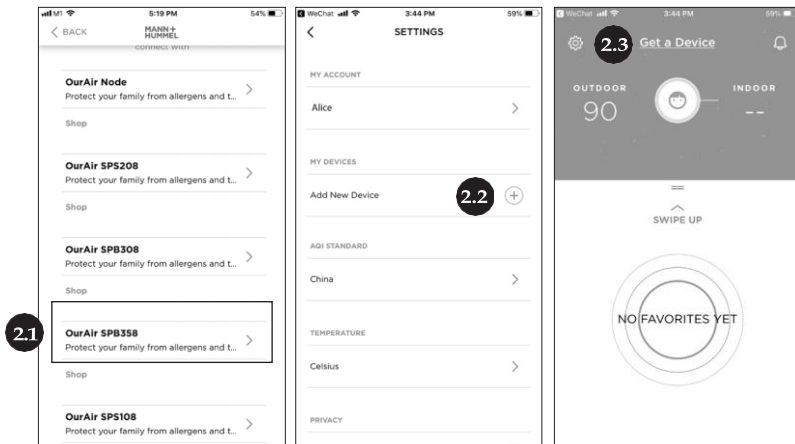 M1 5:19 PM 54%
BACK
MANN+
HUMMEL
connect with
OurAir Node
Protect your family from allergens and t...
Shop
OurAir SPS208
Protect your family from allergens and t...
Shop
OurAir SPB308
Protect your family from allergens and t...
Shop
2.1
OurAir SPB358
Protect your family from allergens and t...
Shop
OurAir SPS108
Protect your family from allergens and t...
WeChat 3:44 PM 59%
SETTINGS
MY ACCOUNT
Alice
MY DEVICES
Add New Device
2.2
AQI STANDARD
China
TEMPERATURE
Celsius
PRIVACY
WeChat 3:44 PM 59%
2.3
Get a Device
OUTDOOR
90
INDOOR
--
SWIPE UP
NO FAVORITES YET